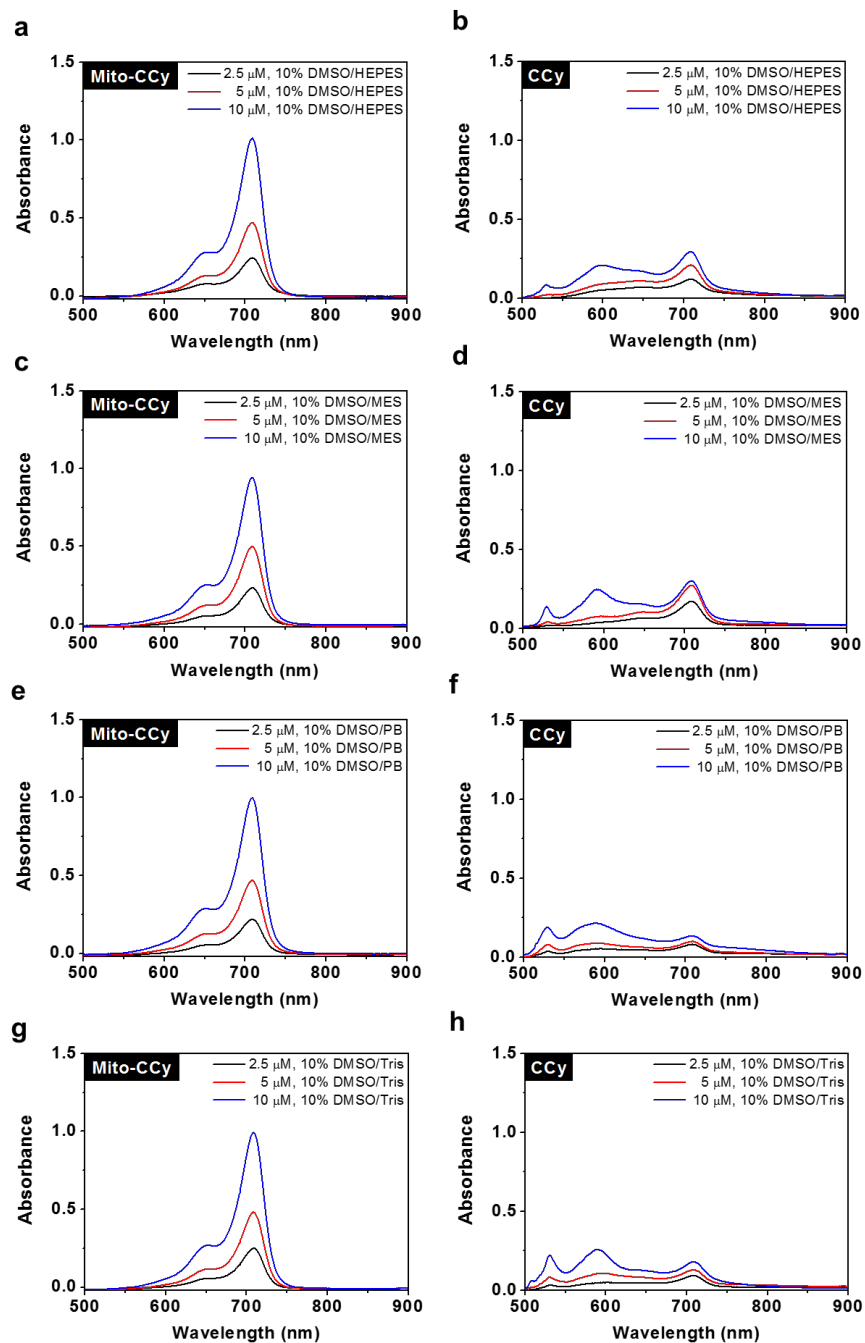 a
Mito-CCy
2.5 μM, 10% DMSO/HEPES
5 μM, 10% DMSO/HEPES
10 μM, 10% DMSO/HEPES
Absorbance
1.5
1.0
0.5
0.0
500 600 700 800 900
Wavelength (nm)
b
CCy
2.5 μM, 10% DMSO/HEPES
5 μM, 10% DMSO/HEPES
10 μM, 10% DMSO/HEPES
Absorbance
1.5
1.0
0.5
0.0
500 600 700 800 900
Wavelength (nm)
c
Mito-CCy
2.5 μM, 10% DMSO/MES
5 μM, 10% DMSO/MES
10 μM, 10% DMSO/MES
Absorbance
1.5
1.0
0.5
0.0
500 600 700 800 900
Wavelength (nm)
d
CCy
2.5 μM, 10% DMSO/MES
5 μM, 10% DMSO/MES
10 μM, 10% DMSO/MES
Absorbance
1.5
1.0
0.5
0.0
500 600 700 800 900
Wavelength (nm)
e
Mito-CCy
2.5 μM, 10% DMSO/PB
5 μM, 10% DMSO/PB
10 μM, 10% DMSO/PB
Absorbance
1.5
1.0
0.5
0.0
500 600 700 800 900
Wavelength (nm)
f
CCy
2.5 μM, 10% DMSO/PB
5 μM, 10% DMSO/PB
10 μM, 10% DMSO/PB
Absorbance
1.5
1.0
0.5
0.0
500 600 700 800 900
Wavelength (nm)
g
Mito-CCy
2.5 μM, 10% DMSO/Tris
5 μM, 10% DMSO/Tris
10 μM, 10% DMSO/Tris
Absorbance
1.5
1.0
0.5
0.0
500 600 700 800 900
Wavelength (nm)
h
CCy
2.5 μM, 10% DMSO/Tris
5 μM, 10% DMSO/Tris
10 μM, 10% DMSO/Tris
Absorbance
1.5
1.0
0.5
0.0
500 600 700 800 900
Wavelength (nm)